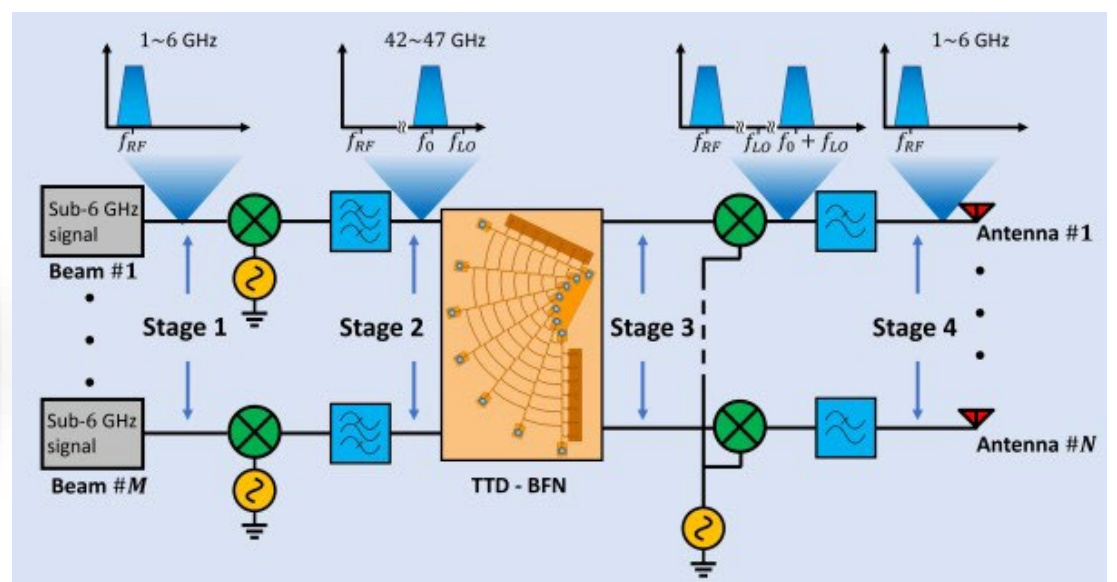 1~6 GHz
42~47 GHz
1~6 GHz
f_RF
f_RF f_0 f_LO
f_RF f_LO f_0 + f_LO
f_RF
Sub-6 GHz
signal
Beam #1
Antenna #1
Stage 1
Stage 2
Stage 3
Stage 4
Sub-6 GHz
signal
Beam #M
TTD - BFN
Antenna #N